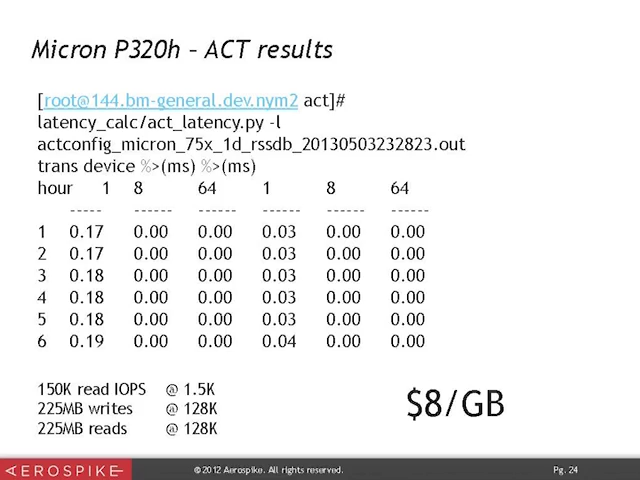 Micron P320h – ACT results
[root@144.bm-general.dev.nym2 act]#
latency_calc/act_latency.py -l
actconfig_micron_75x_1d_rssdb_20130503232823.out
trans device %>(ms) %>(ms)
hour 1 8 64 1 8 64
----- ------ ------ ------ ------ ------
1 0.17 0.00 0.00 0.03 0.00 0.00
2 0.17 0.00 0.00 0.03 0.00 0.00
3 0.18 0.00 0.00 0.03 0.00 0.00
4 0.18 0.00 0.00 0.03 0.00 0.00
5 0.18 0.00 0.00 0.03 0.00 0.00
6 0.19 0.00 0.00 0.04 0.00 0.00
150K read IOPS @ 1.5K
225MB writes @ 128K
225MB reads @ 128K
$8/GB
AEROSPIKE © 2012 Aerospike. All rights reserved. Pg. 24